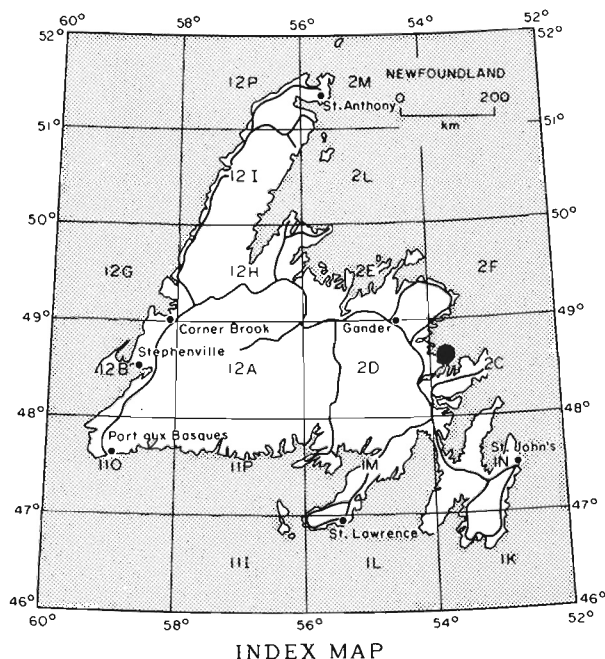 60° 58° 56° 54° 52°
52° 52°
12P 2M NEWFOUNDLAND
St. Anthony 0 200
km
51° 51°
12I 2L
50° 50°
12G 12H 2E 2F
49° 49°
Corner Brook Gander
Stephenville
12B 12A 2D 2C
48° 48°
Port aux Basques St. John's
11O 11P 1M 1N
47° 47°
St. Lawrence
11I 1L 1K
46° 46°
60° 58° 56° 54° 52°
INDEX MAP